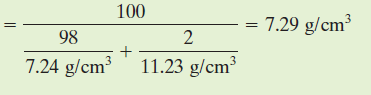 = 100 / (98 / 7.24 g/cm³ + 2 / 11.23 g/cm³) = 7.29 g/cm³